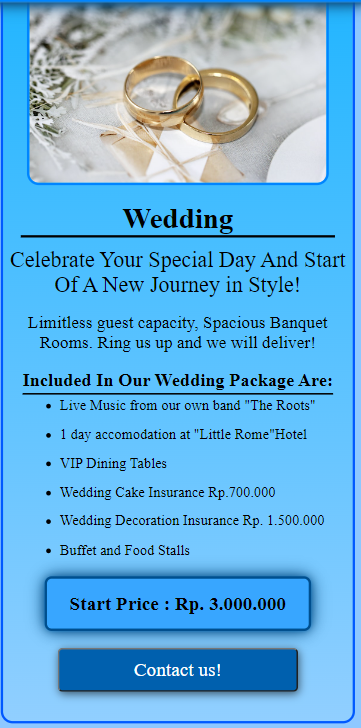 Wedding
Celebrate Your Special Day And Start
Of A New Journey in Style!
Limitless guest capacity, Spacious Banquet
Rooms. Ring us up and we will deliver!
Included In Our Wedding Package Are:
• Live Music from our own band "The Roots"
• 1 day accomodation at "Little Rome"Hotel
• VIP Dining Tables
• Wedding Cake Insurance Rp.700.000
• Wedding Decoration Insurance Rp. 1.500.000
• Buffet and Food Stalls
Start Price : Rp. 3.000.000
Contact us!